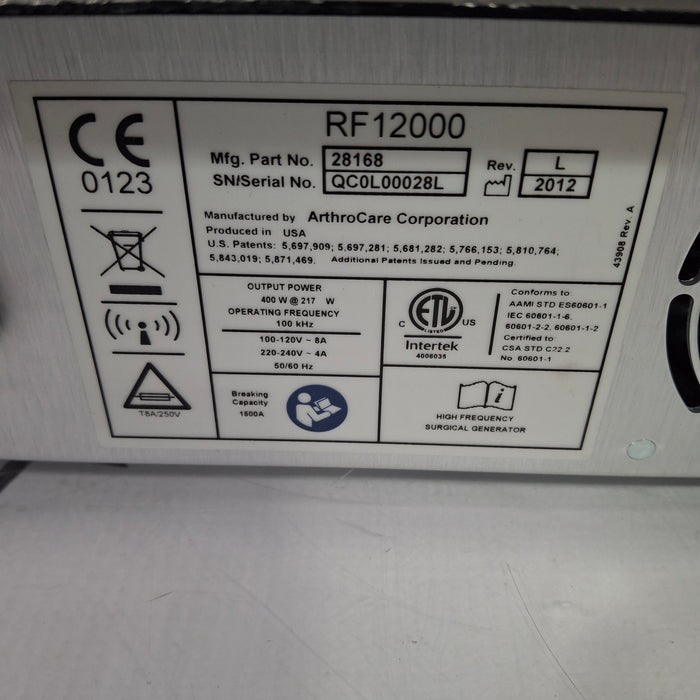 CE
0123
T8A/250V
RF12000
Mfg. Part No. 28168 Rev. L
SN/Serial No. QC0L00028L 2012
Manufactured by ArthroCare Corporation
Produced in USA
U.S. Patents: 5,697,909; 5,697,281; 5,681,282; 5,766,153; 5,810,764;
5,843,019; 5,871,469. Additional Patents Issued and Pending.
43908 Rev. A
OUTPUT POWER
400 W @ 217 W
OPERATING FREQUENCY
100 kHz
100-120V ~ 8A
220-240V ~ 4A
50/60 Hz
Breaking
Capacity
1500A
ETL
LISTED
C US
Intertek
4006035
Conforms to
AAMI STD ES60601-1
IEC 60601-1-6,
60601-2-2, 60601-1-2
Certified to
CSA STD C22.2
No. 60601-1
i
HIGH FREQUENCY
SURGICAL GENERATOR